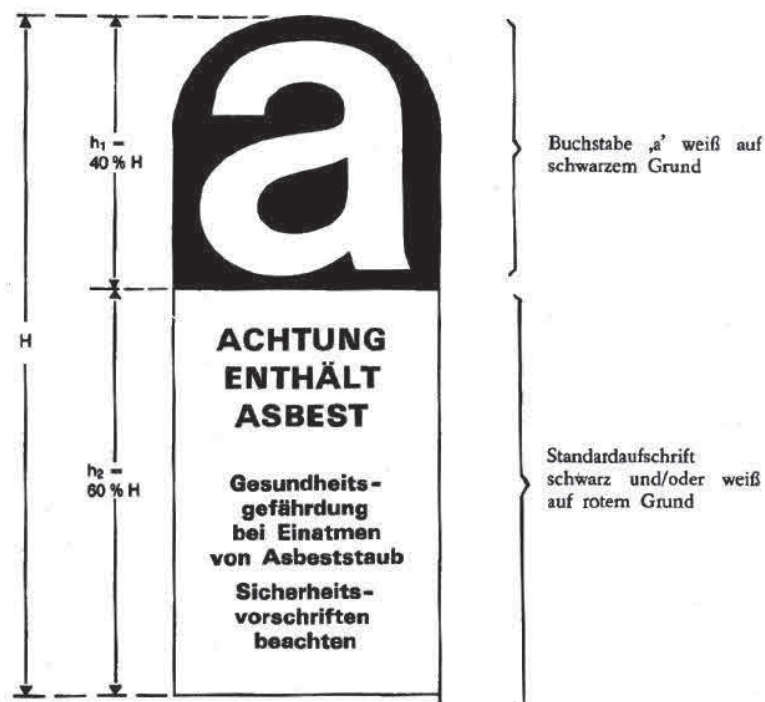 a
h₁ =
40 % H
Buchstabe ‚a’ weiß auf
schwarzem Grund
H
ACHTUNG
ENTHÄLT
ASBEST
h₂ =
60 % H
Gesundheits-
gefährdung
bei Einatmen
von Asbeststaub
Sicherheits-
vorschriften
beachten
Standardaufschrift
schwarz und/oder weiß
auf rotem Grund